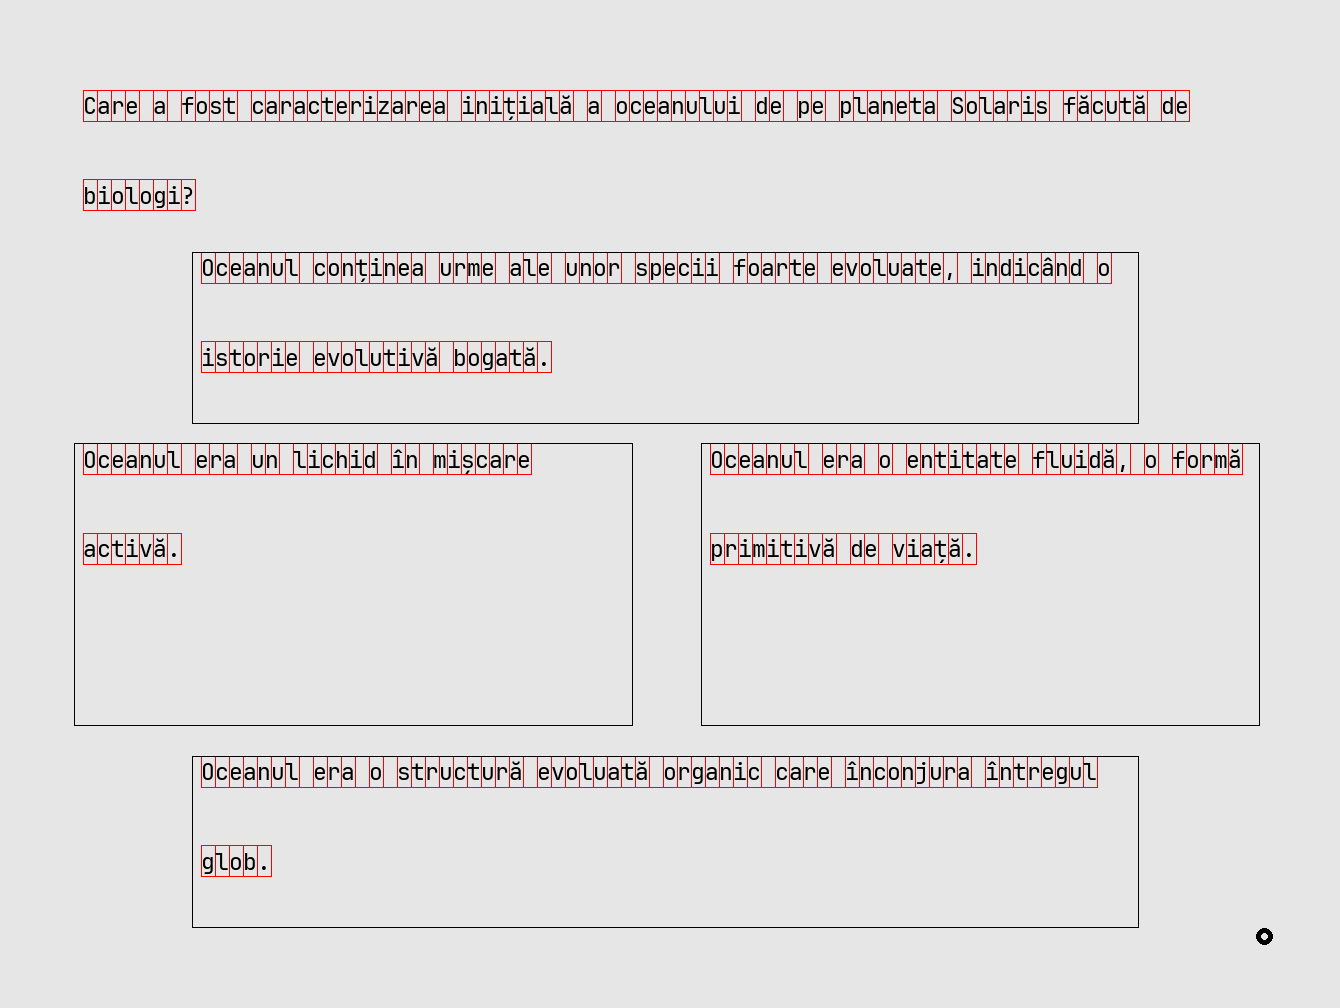 Care a fost caracterizarea inițială a oceanului de pe planeta Solaris făcută de
biologi?
Oceanul conținea urme ale unor specii foarte evoluate, indicând o
istorie evolutivă bogată.
Oceanul era un lichid în mișcare
activă.
Oceanul era o entitate fluidă, o formă
primitivă de viață.
Oceanul era o structură evoluată organic care înconjura întregul
glob.